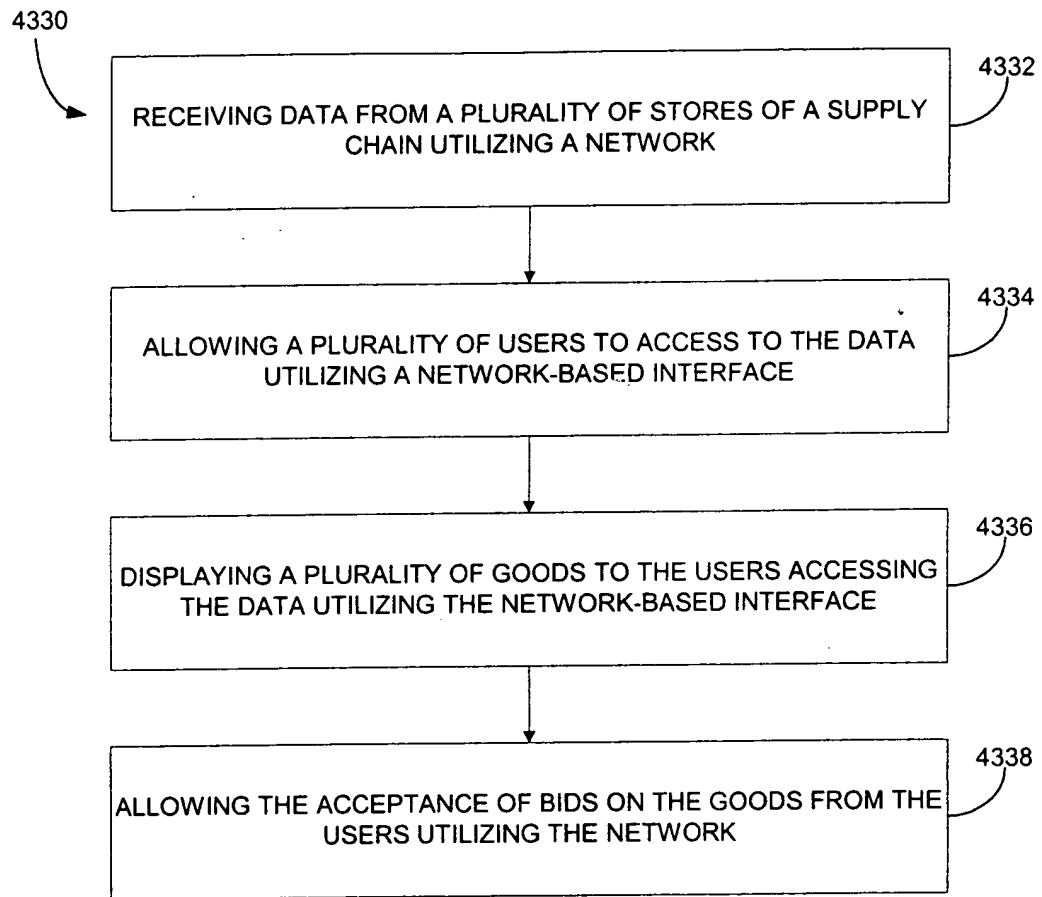 4330
4332
RECEIVING DATA FROM A PLURALITY OF STORES OF A SUPPLY
CHAIN UTILIZING A NETWORK
4334
ALLOWING A PLURALITY OF USERS TO ACCESS TO THE DATA
UTILIZING A NETWORK-BASED INTERFACE
4336
DISPLAYING A PLURALITY OF GOODS TO THE USERS ACCESSING
THE DATA UTILIZING THE NETWORK-BASED INTERFACE
4338
ALLOWING THE ACCEPTANCE OF BIDS ON THE GOODS FROM THE
USERS UTILIZING THE NETWORK